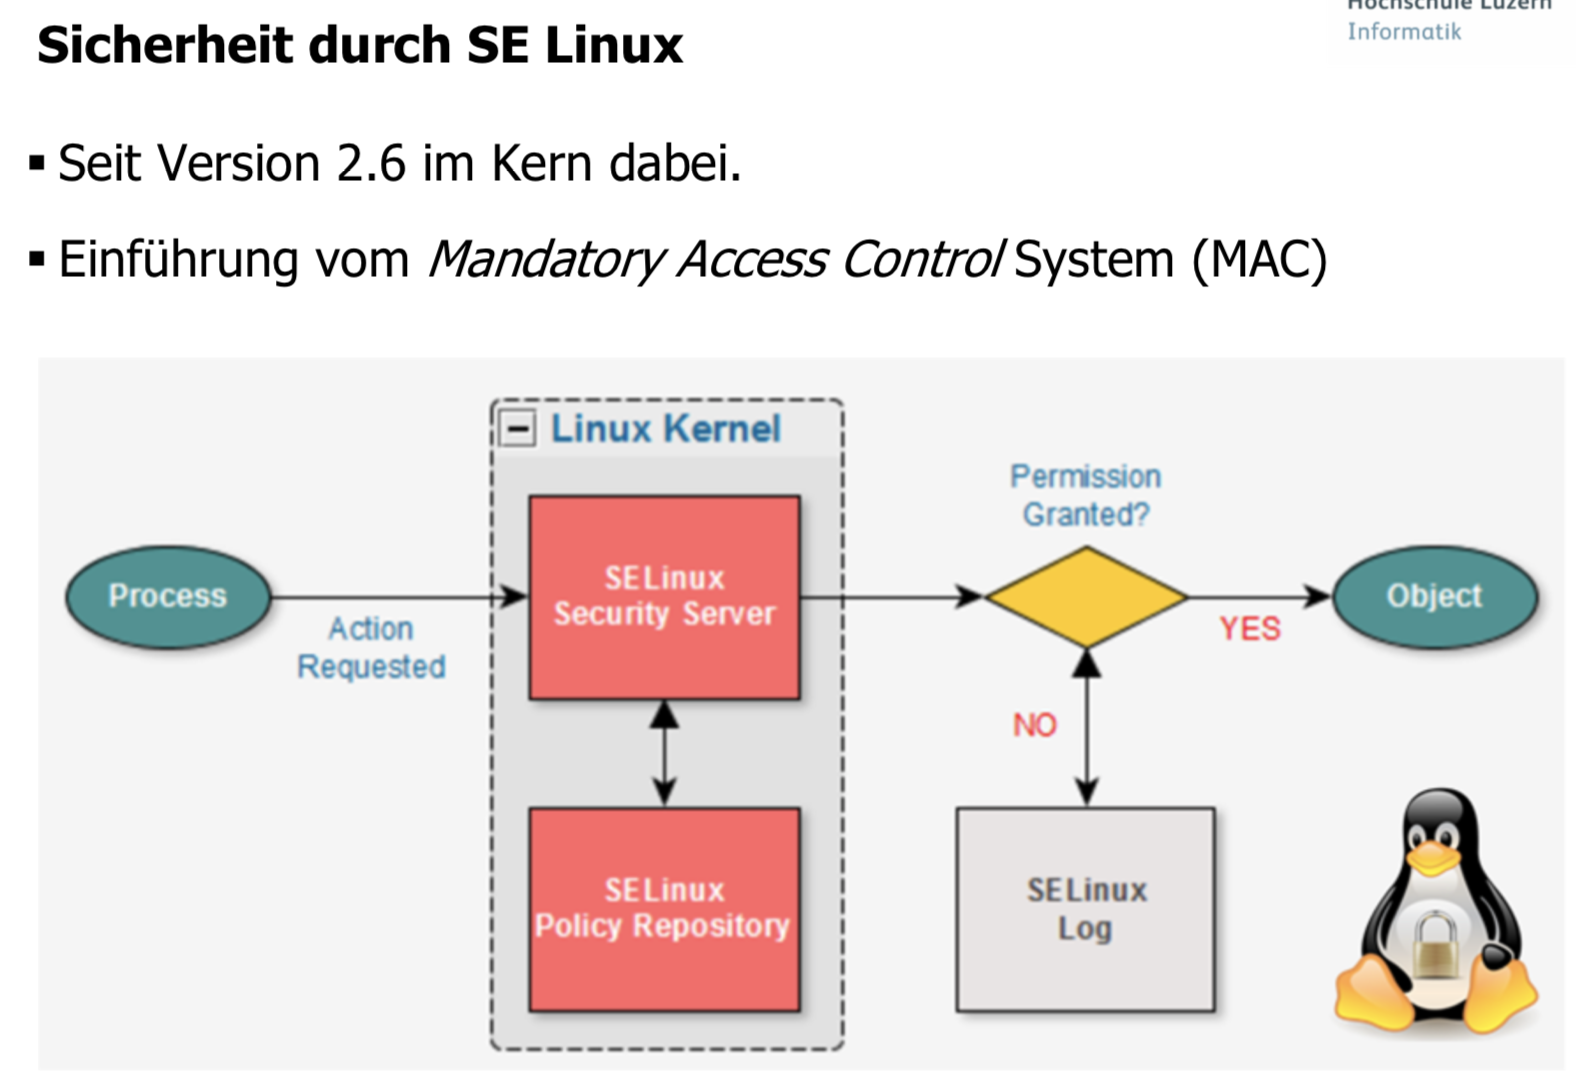 Hochschule Luzern
Informatik
Sicherheit durch SE Linux
▪ Seit Version 2.6 im Kern dabei.
▪ Einführung vom Mandatory Access Control System (MAC)
Linux Kernel
Permission
Granted?
SELinux
Security Server
Process
Object
Action
Requested
YES
NO
SELinux
Policy Repository
SELinux
Log